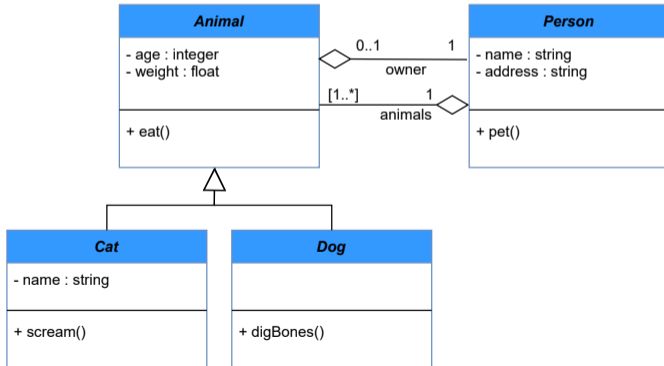 Animal
- age : integer
- weight : float
+ eat()
0..1
1
owner
[1..*]
1
animals
Person
- name : string
- address : string
+ pet()
Cat
- name : string
+ scream()
Dog
+ digBones()